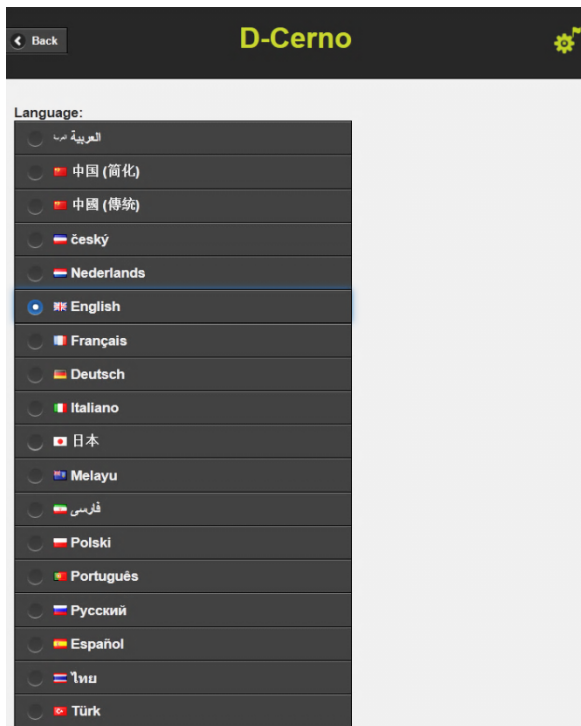 Back
D-Cerno
Language:
العربية
中国 (简化)
中國 (傳統)
český
Nederlands
English
Français
Deutsch
Italiano
日本
Melayu
فارسی
Polski
Português
Русский
Español
ไทย
Türk